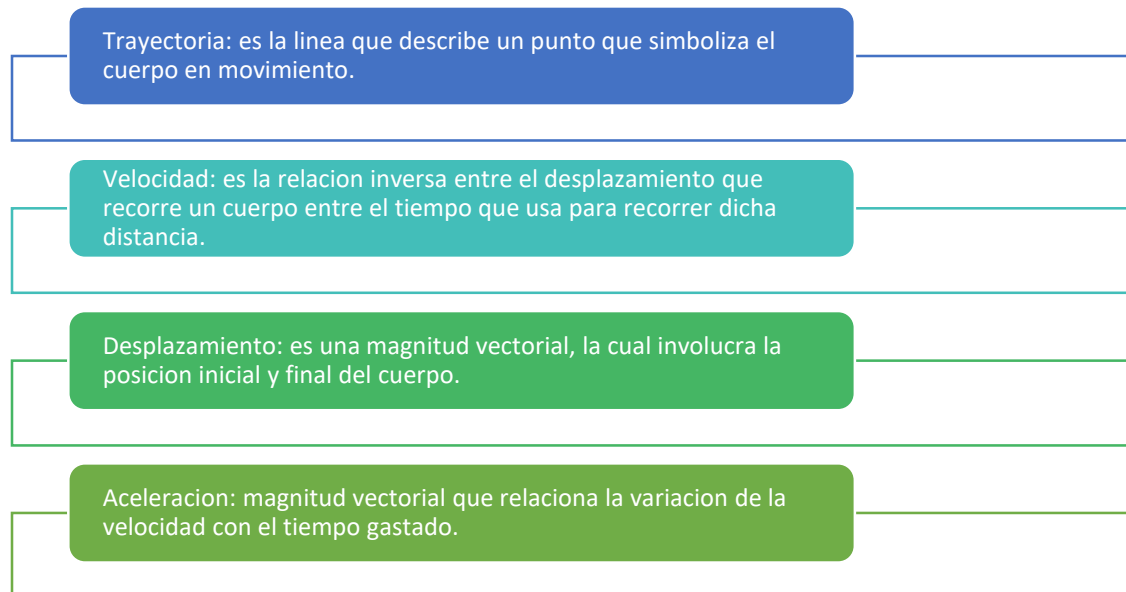 Trayectoria: es la linea que describe un punto que simboliza el
cuerpo en movimiento.
Velocidad: es la relacion inversa entre el desplazamiento que
recorre un cuerpo entre el tiempo que usa para recorrer dicha
distancia.
Desplazamiento: es una magnitud vectorial, la cual involucra la
posicion inicial y final del cuerpo.
Aceleracion: magnitud vectorial que relaciona la variacion de la
velocidad con el tiempo gastado.